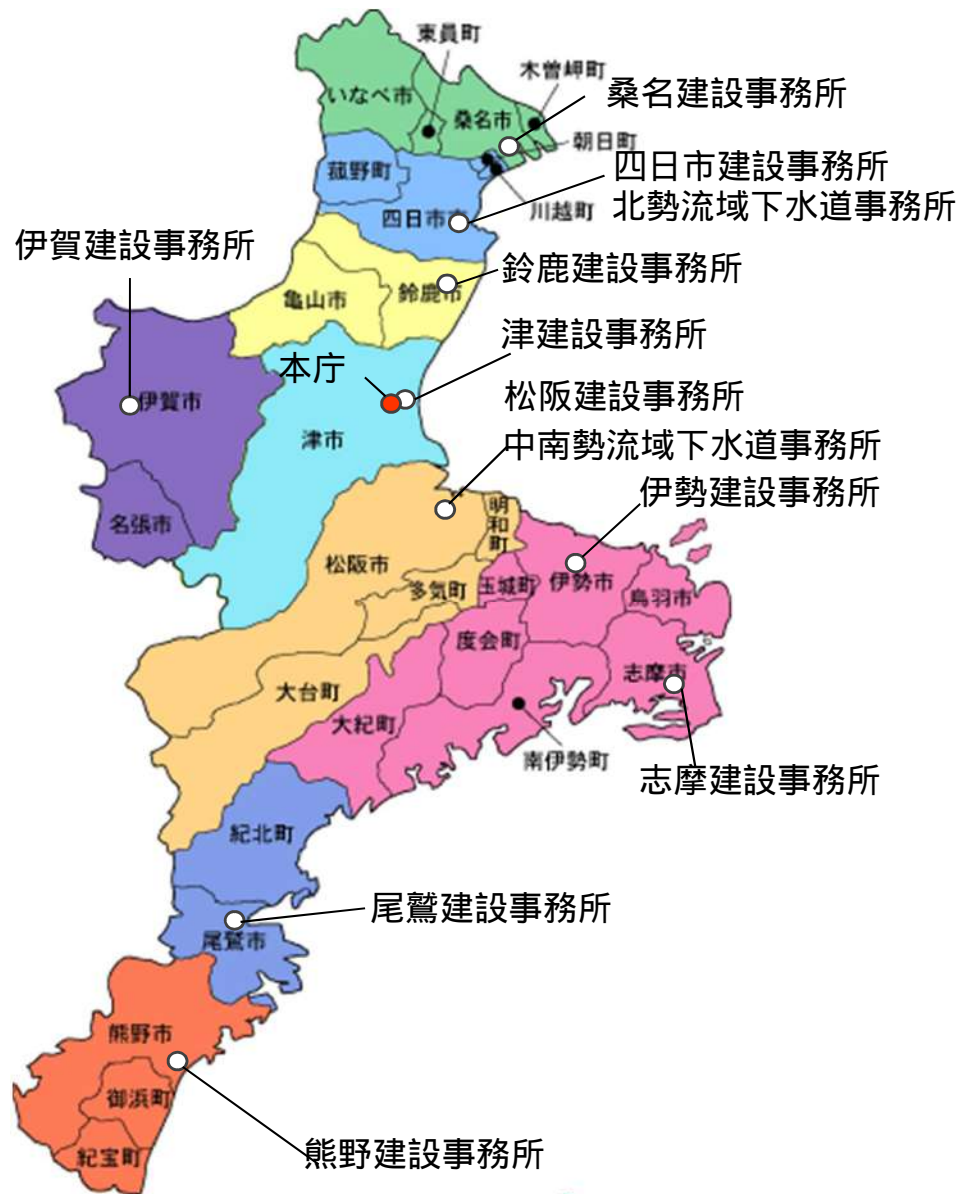 東員町
木曽岬町
いなべ市
桑名市
桑名建設事務所
朝日町
菰野町
四日市建設事務所
川越町
北勢流域下水道事務所
四日市市
伊賀建設事務所
鈴鹿建設事務所
亀山市
鈴鹿市
津建設事務所
本庁
伊賀市
松阪建設事務所
津市
中南勢流域下水道事務所
伊勢建設事務所
名張市
明和町
松阪市
多気町
玉城町
伊勢市
鳥羽市
度会町
志摩市
大台町
大紀町
南伊勢町
志摩建設事務所
紀北町
尾鷲建設事務所
尾鷲市
熊野市
御浜町
紀宝町
熊野建設事務所